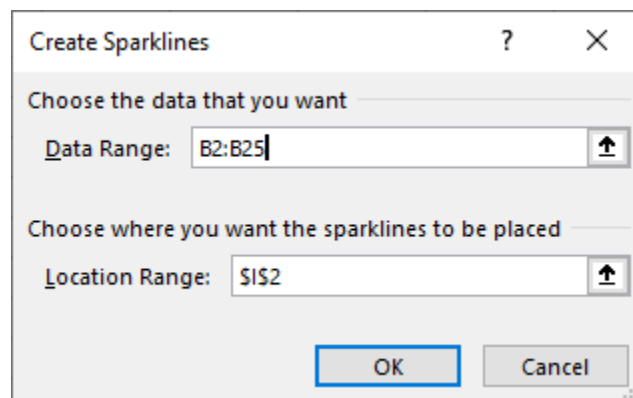 Create Sparklines ?
Choose the data that you want
Data Range: B2:B25
Choose where you want the sparklines to be placed
Location Range: $I$2
OK Cancel